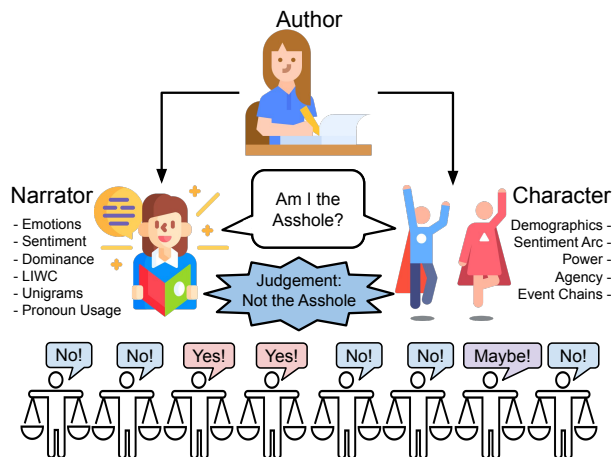 Author
Narrator
- Emotions
- Sentiment
- Dominance
- LIWC
- Unigrams
- Pronoun Usage
Am I the
Asshole?
Judgement:
Not the Asshole
Character
Demographics -
Sentiment Arc -
Power -
Agency -
Event Chains -
No!
No!
Yes!
Yes!
No!
No!
Maybe!
No!